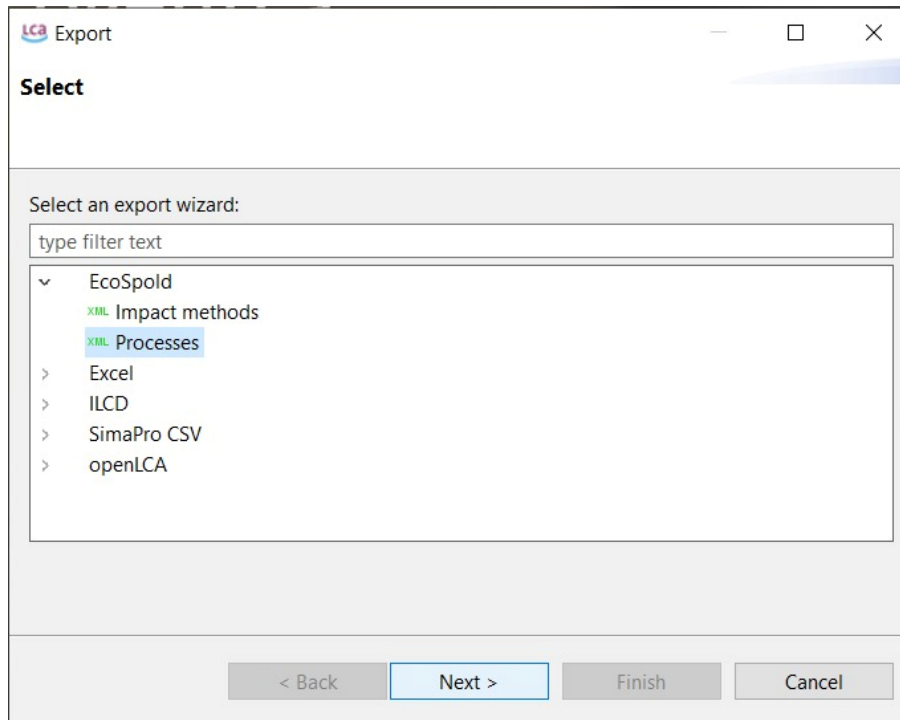 LCA Export
Select
Select an export wizard:
type filter text
EcoSpold
XML Impact methods
XML Processes
Excel
ILCD
SimaPro CSV
openLCA
< Back Next > Finish Cancel